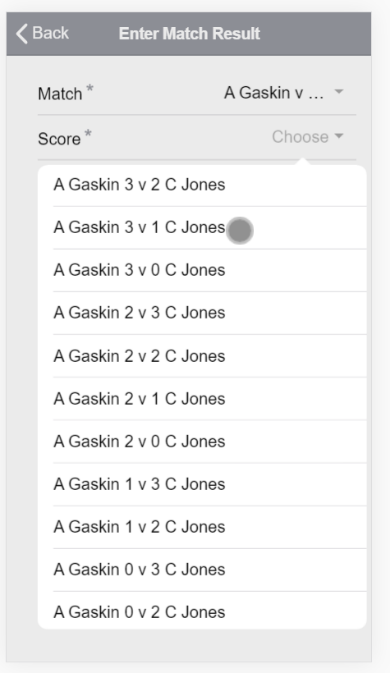 Back Enter Match Result
Match * A Gaskin v ...
Score * Choose
A Gaskin 3 v 2 C Jones
A Gaskin 3 v 1 C Jones
A Gaskin 3 v 0 C Jones
A Gaskin 2 v 3 C Jones
A Gaskin 2 v 2 C Jones
A Gaskin 2 v 1 C Jones
A Gaskin 2 v 0 C Jones
A Gaskin 1 v 3 C Jones
A Gaskin 1 v 2 C Jones
A Gaskin 0 v 3 C Jones
A Gaskin 0 v 2 C Jones